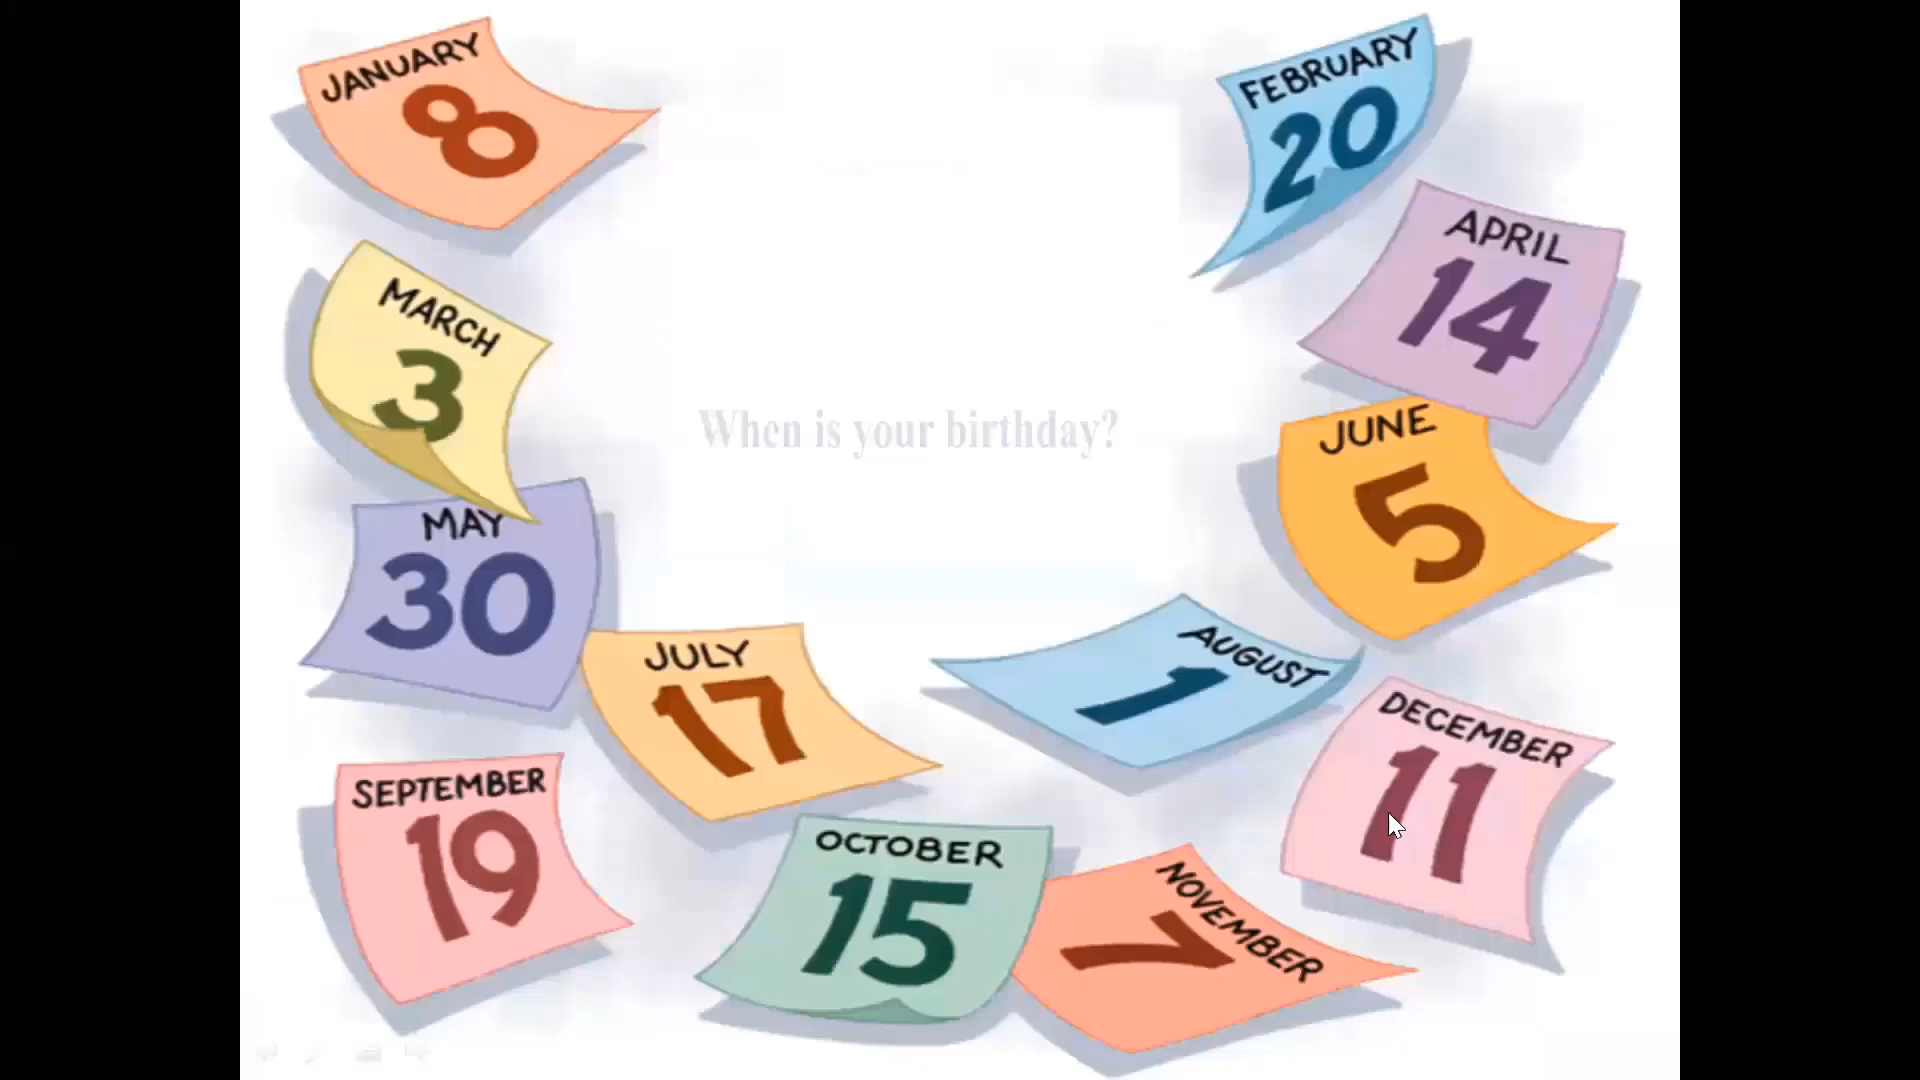 JANUARY
8
FEBRUARY
20
MARCH
3
APRIL
14
When is your birthday?
MAY
30
JUNE
5
JULY
17
AUGUST
1
SEPTEMBER
19
OCTOBER
15
NOVEMBER
7
DECEMBER
11